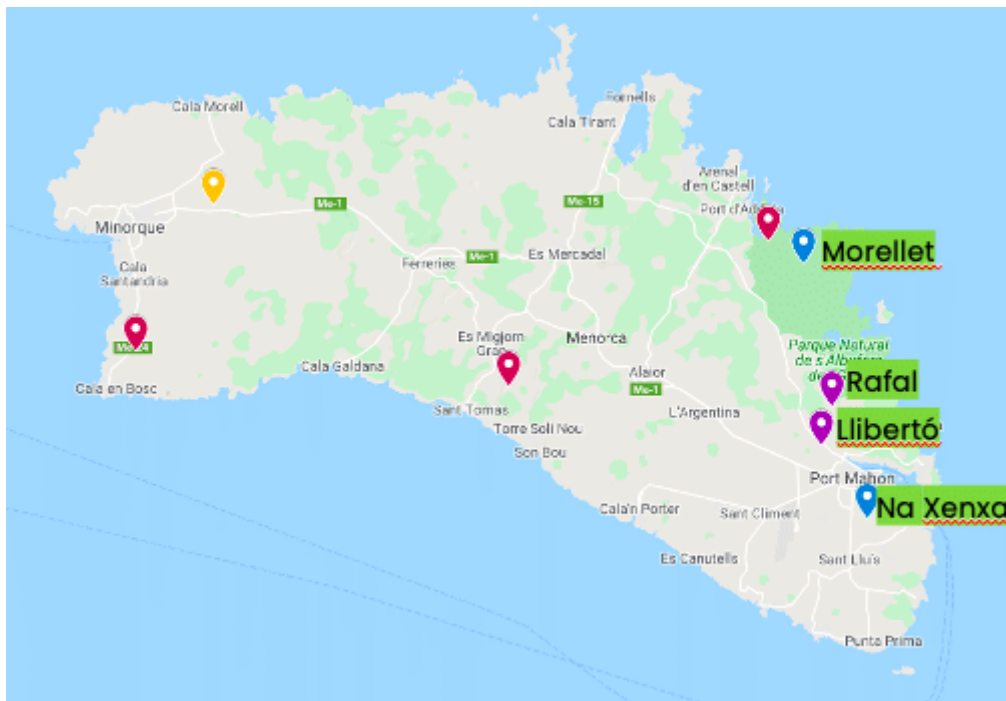 Fornells
Cala Morell
Cala Tirant
Arenal
d'en Castell
Me-1
Me-15
Port d'Addaia
Minorque
Morellet
Me-1
Es Mercadal
Ferreries
Cala
Santandria
Es Migjorn
Gran
Menorca
Parque Natural
de s'Albufera
Me-24
Cala Galdana
Alaior
Rafal
Cala en Bosc
Me-1
Sant Tomas
L'Argentina
Torre Soli Nou
Llibertó
Son Bou
Port Mahon
Cala'n Porter
Sant Climent
Na Xenxa
Es Canutells
Sant Lluís
Punta Prima